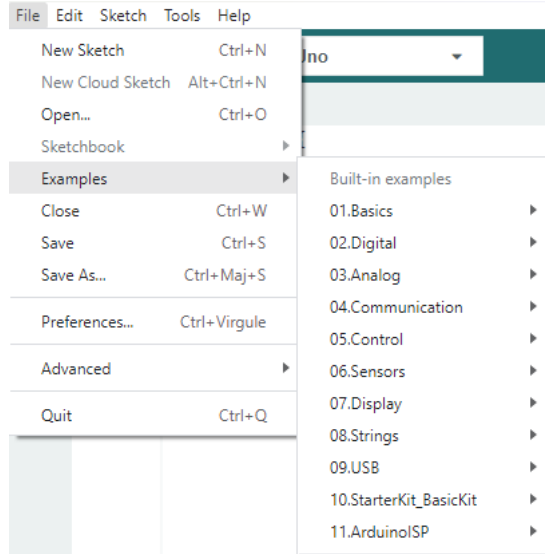 File Edit Sketch Tools Help
New Sketch Ctrl+N
Uno
New Cloud Sketch Alt+Ctrl+N
Open... Ctrl+O
Sketchbook
Examples
Close Ctrl+W
Save Ctrl+S
Save As... Ctrl+Maj+S
Preferences... Ctrl+Virgule
Advanced
Quit Ctrl+Q
Built-in examples
01.Basics
02.Digital
03.Analog
04.Communication
05.Control
06.Sensors
07.Display
08.Strings
09.USB
10.StarterKit_BasicKit
11.ArduinoISP